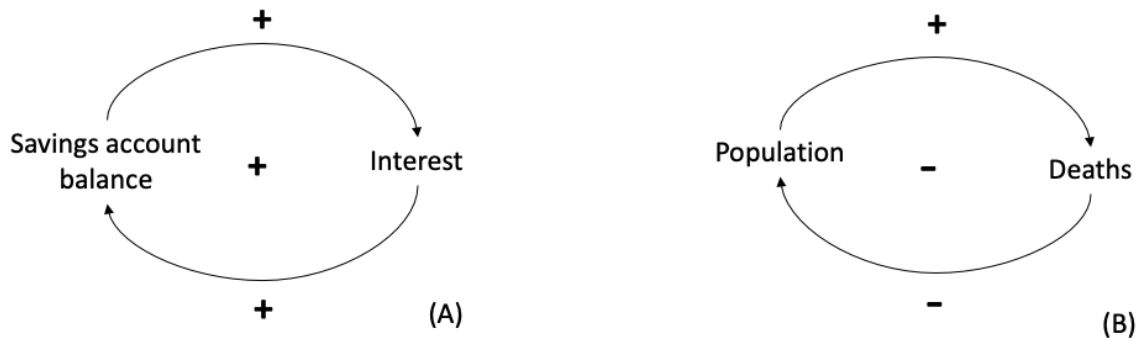 +
Savings account
balance
+
Interest
+
(A)
+
Population
–
Deaths
–
(B)